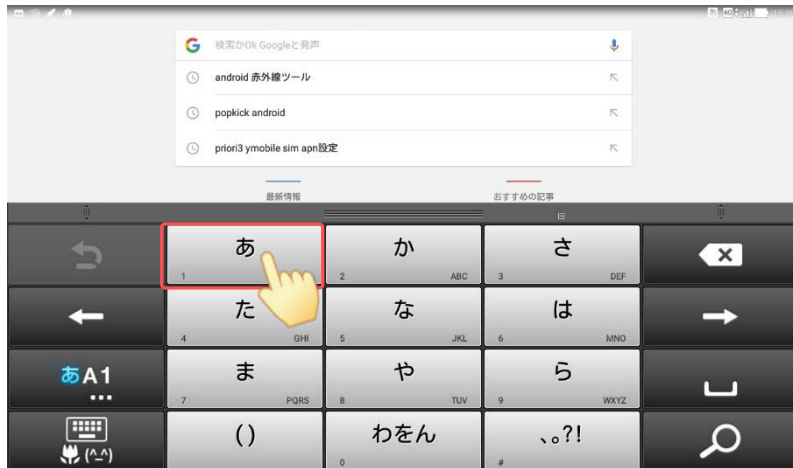 4G
G 検索かOk Googleと発声
android 赤外線ツール
popkick android
priori3 ymobile sim apn設定
最新情報 おすすめの記事
あ か さ
1 2 ABC 3 DEF
た な は
4 GHI 5 JKL 6 MNO
あA1 ま や ら
... 7 PQRS 8 TUV 9 WXYZ
() わをん 、。?!
(^_^) 0 #